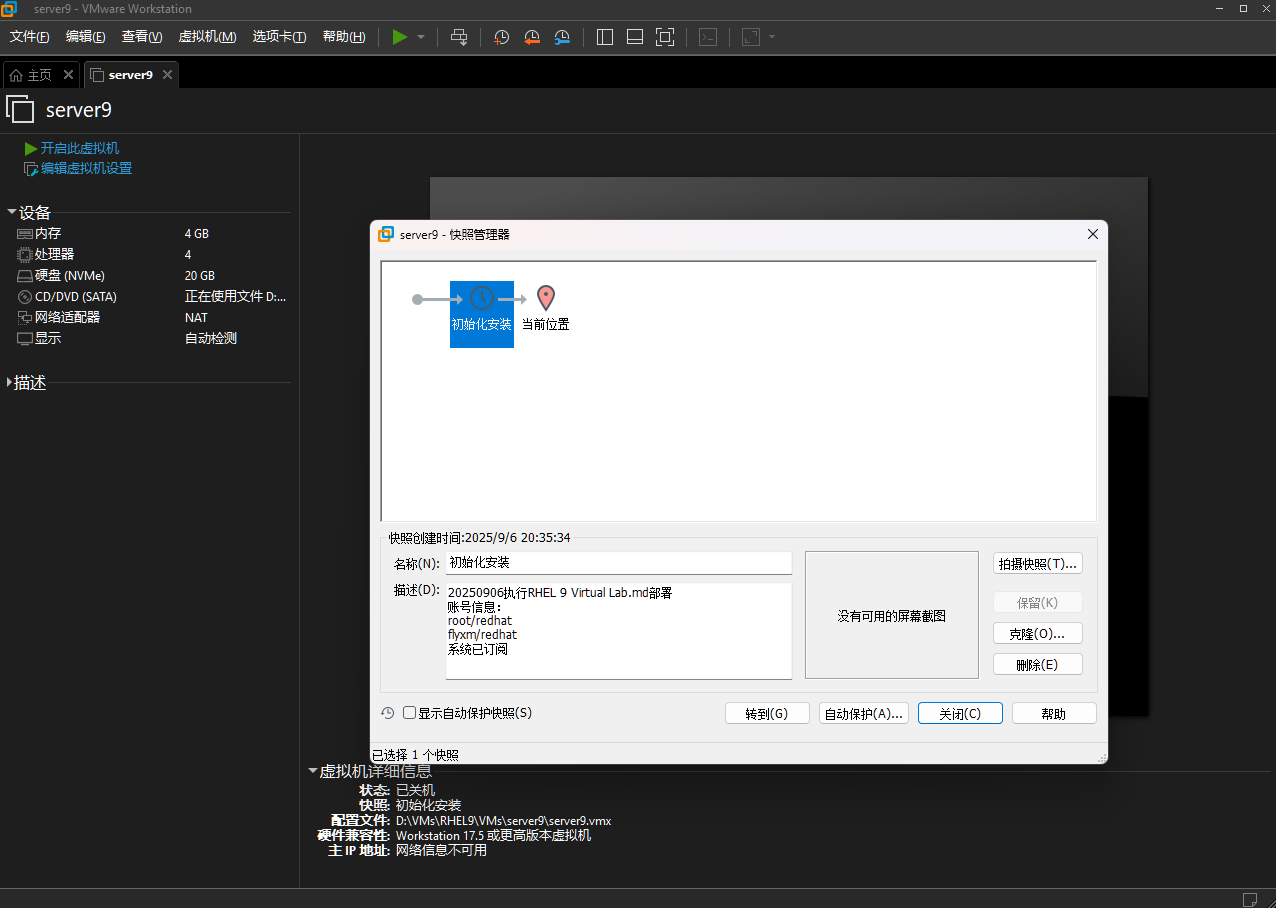 server9 - VMware Workstation
文件(F) 编辑(E) 查看(V) 虚拟机(M) 选项卡(T) 帮助(H)
主页 server9
server9
开启此虚拟机
编辑虚拟机设置
设备
内存 4 GB
处理器 4
硬盘 (NVMe) 20 GB
CD/DVD (SATA) 正在使用文件 D:...
网络适配器 NAT
显示 自动检测
描述
server9 - 快照管理器
初始化安装 当前位置
快照创建时间:2025/9/6 20:35:34
名称(N): 初始化安装
描述(D): 20250906执行RHEL 9 Virtual Lab.md部署
账号信息：
root/redhat
flyxm/redhat
系统已订阅
没有可用的屏幕截图
拍摄快照(T)...
保留(K)
克隆(O)...
删除(E)
显示自动保护快照(S) 转到(G) 自动保护(A)... 关闭(C) 帮助
已选择 1 个快照
虚拟机详细信息
状态: 已关机
快照: 初始化安装
配置文件: D:\VMs\RHEL9\VMs\server9\server9.vmx
硬件兼容性: Workstation 17.5 或更高版本虚拟机
主 IP 地址: 网络信息不可用